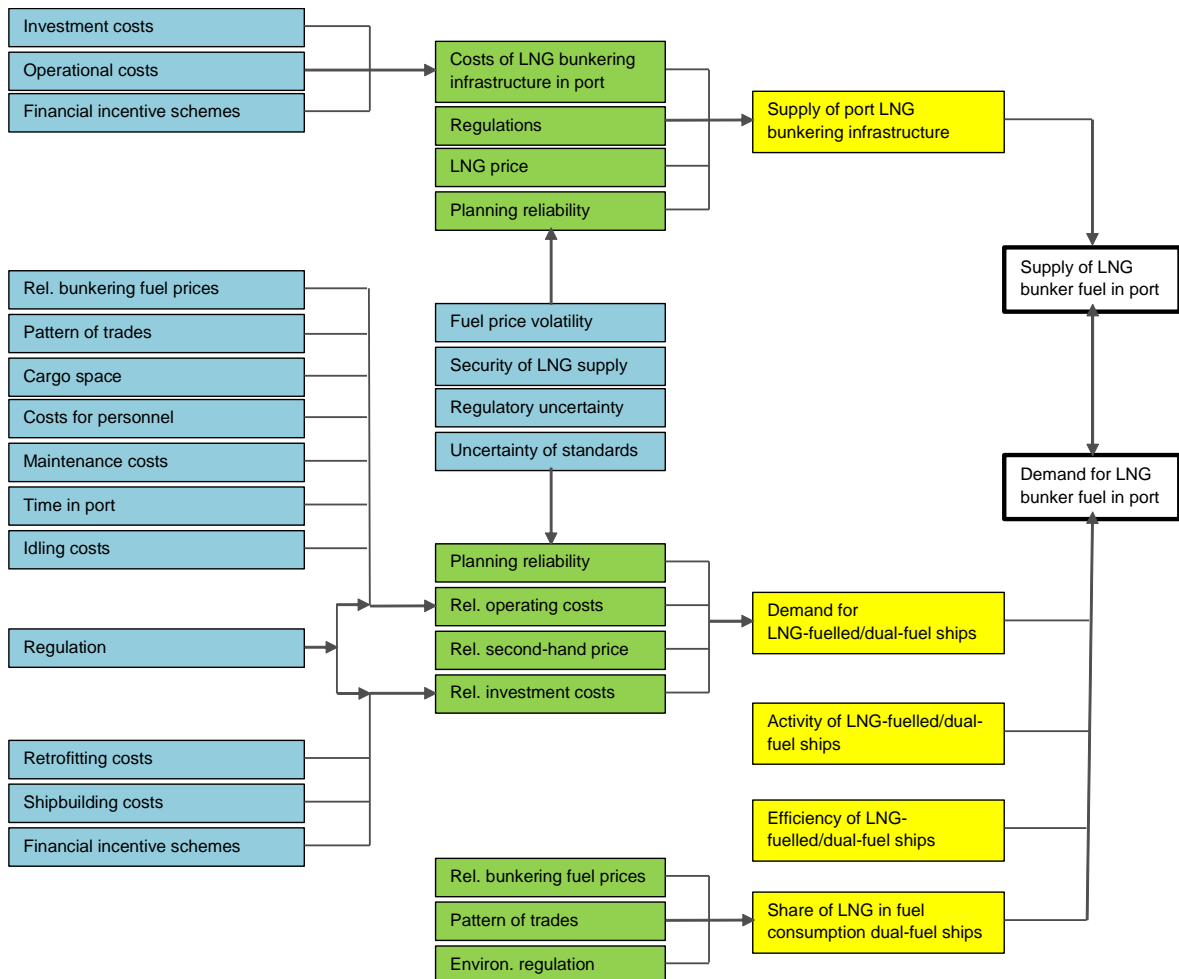 Investment costs
Operational costs
Financial incentive schemes
Costs of LNG bunkering
infrastructure in port
Regulations
LNG price
Planning reliability
Supply of port LNG
bunkering infrastructure
Supply of LNG
bunker fuel in port
Rel. bunkering fuel prices
Pattern of trades
Cargo space
Costs for personnel
Maintenance costs
Time in port
Idling costs
Fuel price volatility
Security of LNG supply
Regulatory uncertainty
Uncertainty of standards
Demand for LNG
bunker fuel in port
Regulation
Planning reliability
Rel. operating costs
Rel. second-hand price
Rel. investment costs
Demand for
LNG-fuelled/dual-fuel ships
Activity of LNG-fuelled/dual-
fuel ships
Retrofitting costs
Shipbuilding costs
Financial incentive schemes
Efficiency of LNG-
fuelled/dual-fuel ships
Rel. bunkering fuel prices
Pattern of trades
Environ. regulation
Share of LNG in fuel
consumption dual-fuel ships